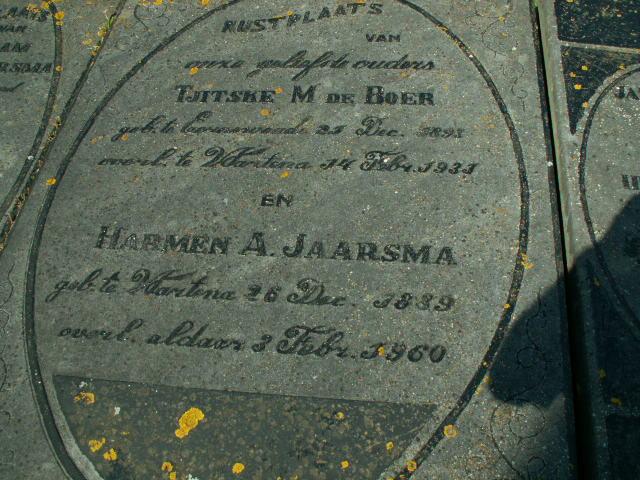 RUSTPLAATS
VAN
onze geliefde ouders
TJITSKE M DE BOER
geb. te Eernewoude 25 Dec. 1893
overl. te Wartena 14 Febr. 1931
EN
HARMEN A. JAARSMA
geb. te Wartena 26 Dec. 1889
overl. aldaar 3 Febr. 1960